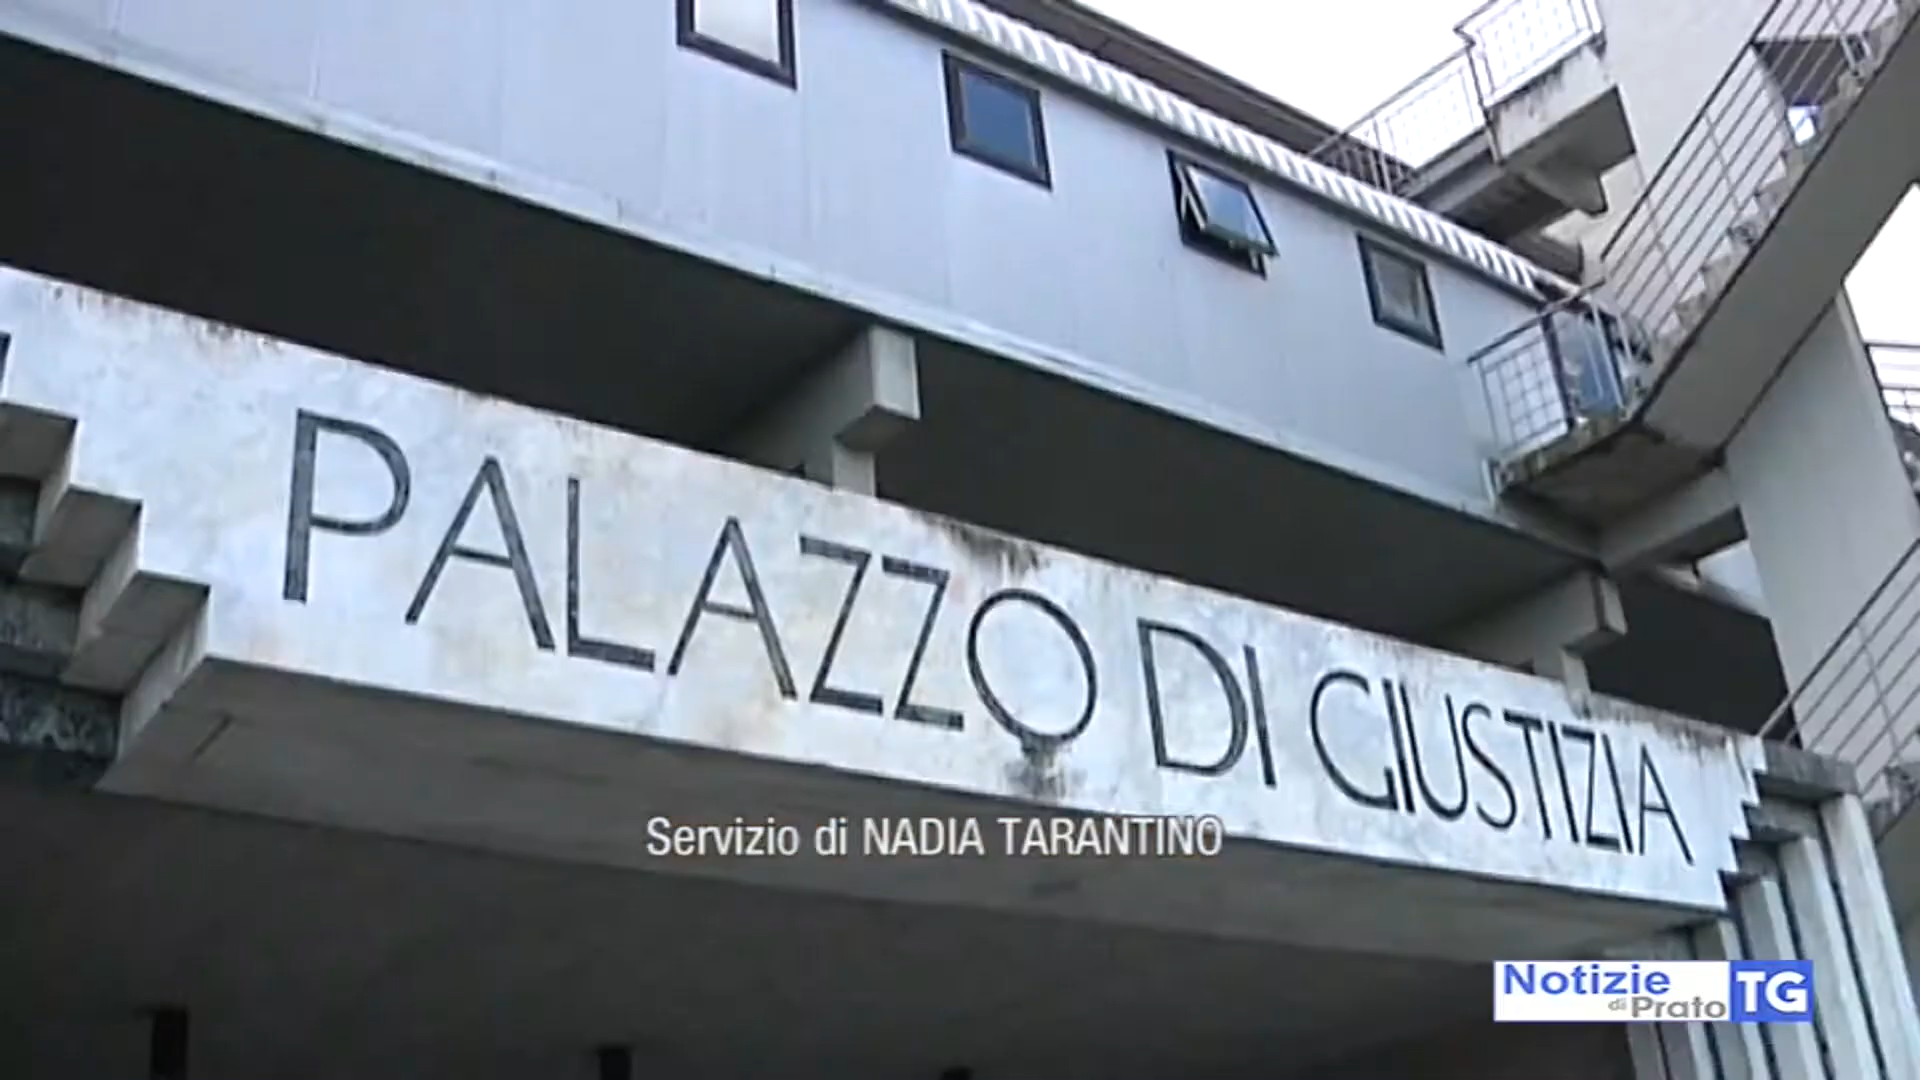 PALAZZO DI GIUSTIZIA
Servizio di NADIA TARANTINO
Notizie
di Prato
TG